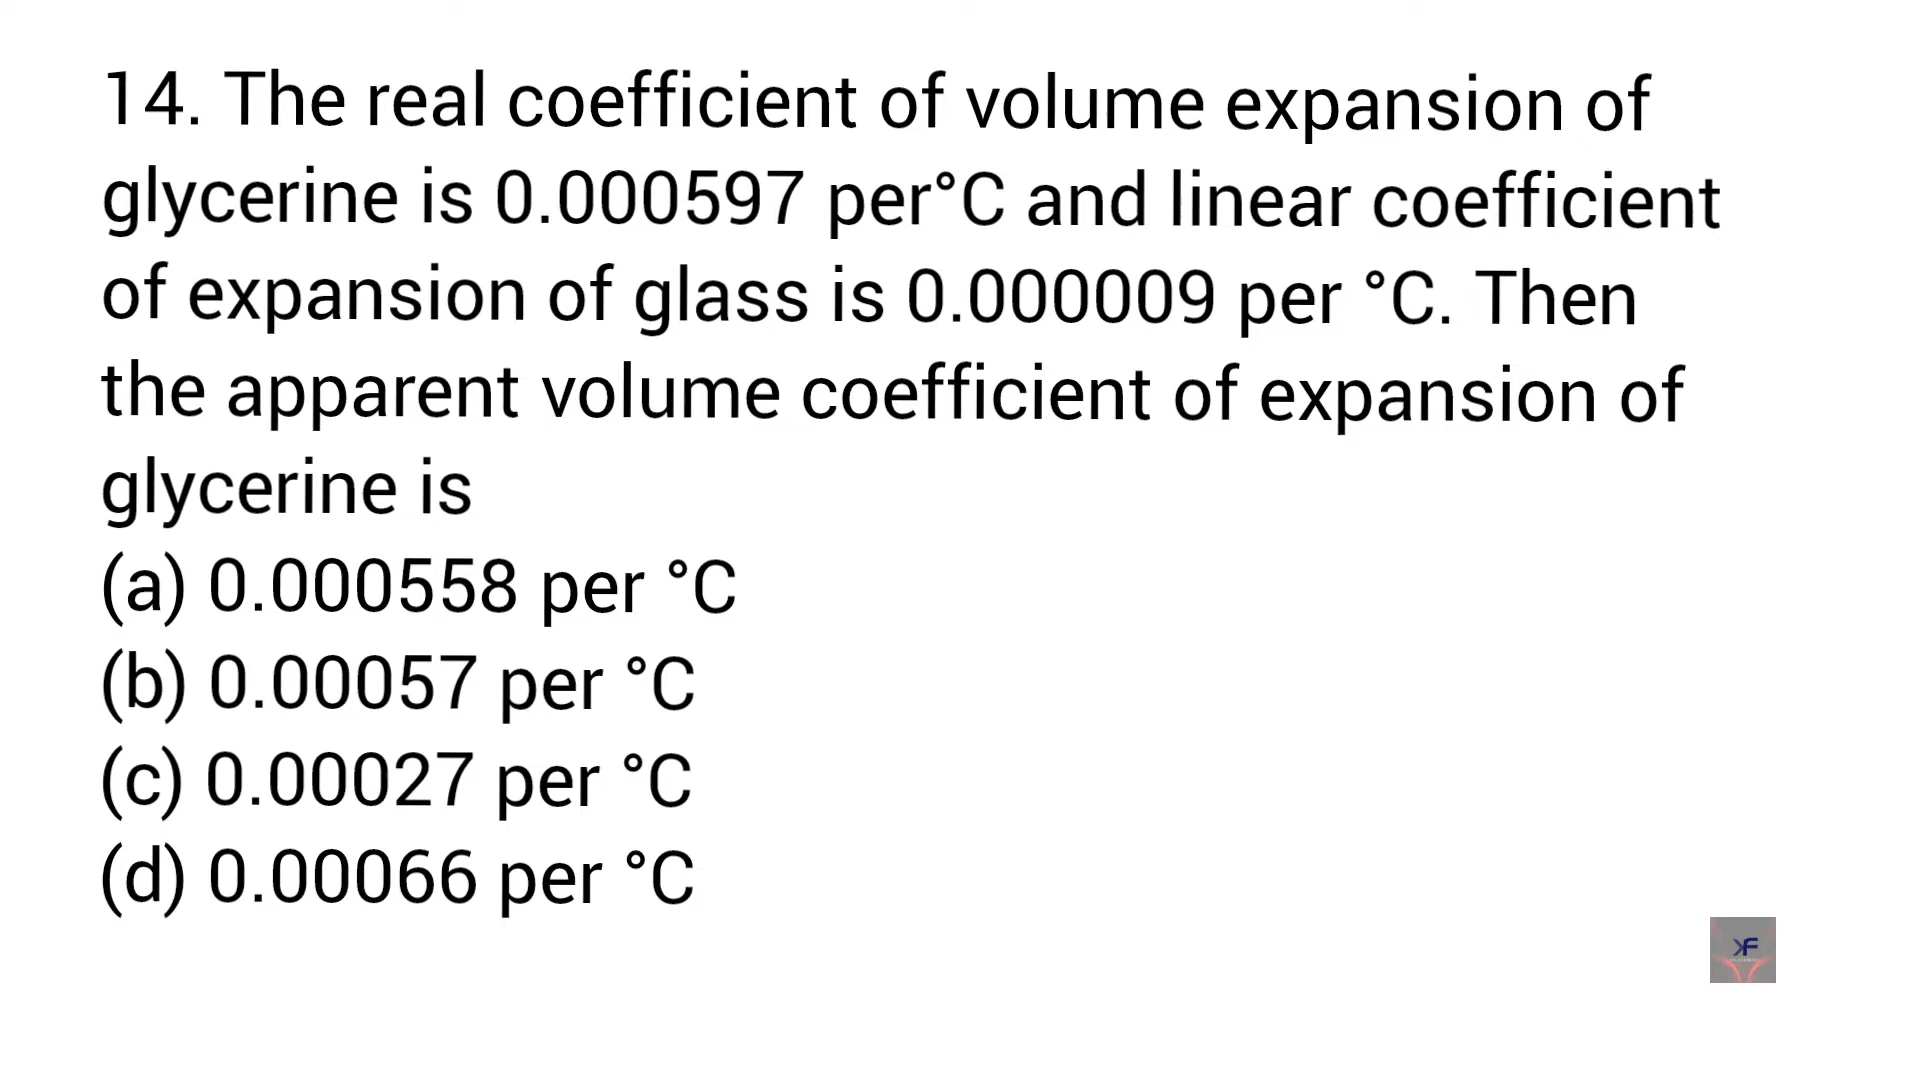 14. The real coefficient of volume expansion of
glycerine is 0.000597 per°C and linear coefficient
of expansion of glass is 0.000009 per °C. Then
the apparent volume coefficient of expansion of
glycerine is
(a) 0.000558 per °C
(b) 0.00057 per °C
(c) 0.00027 per °C
(d) 0.00066 per °C